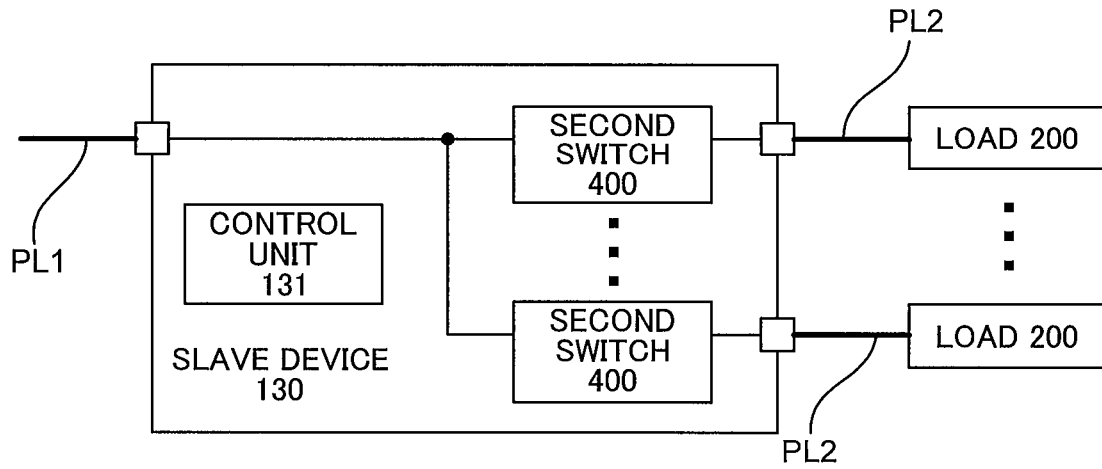 PL2
SECOND
SWITCH
400
LOAD 200
PL1
CONTROL
UNIT
131
SLAVE DEVICE
130
SECOND
SWITCH
400
LOAD 200
PL2